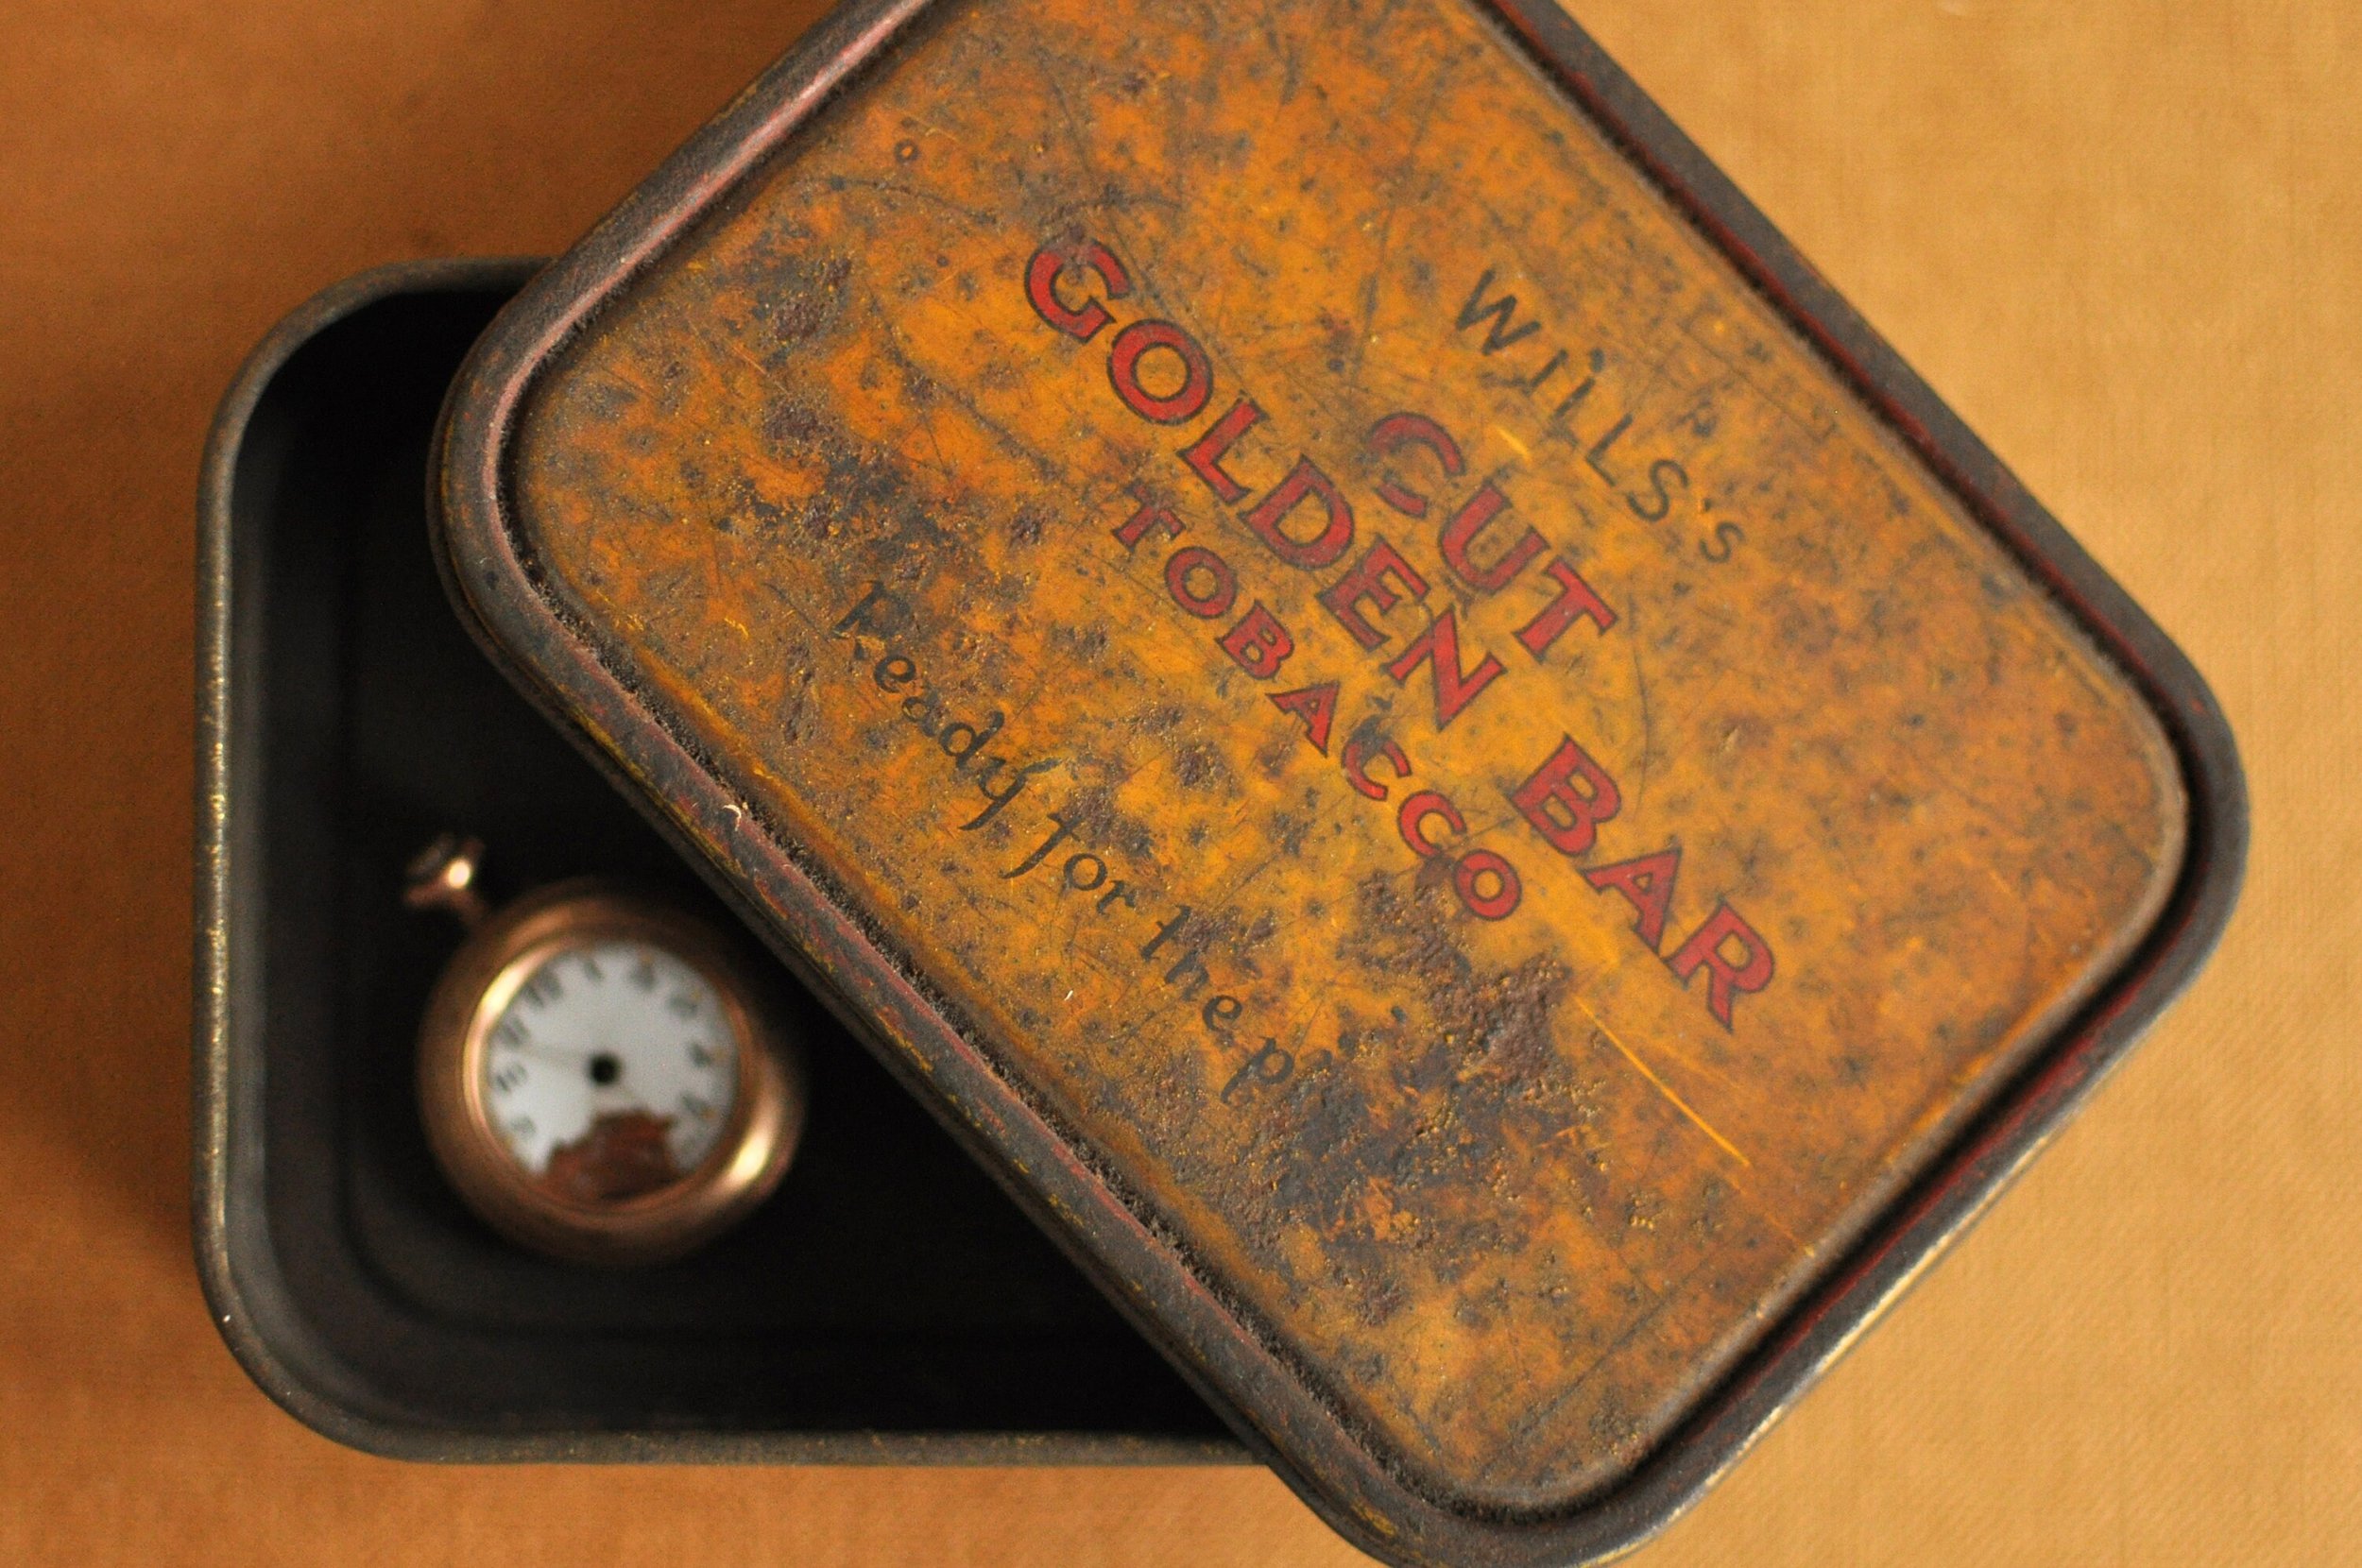 WILLS's
CUT
GOLDEN BAR
TOBACCO
Ready for the